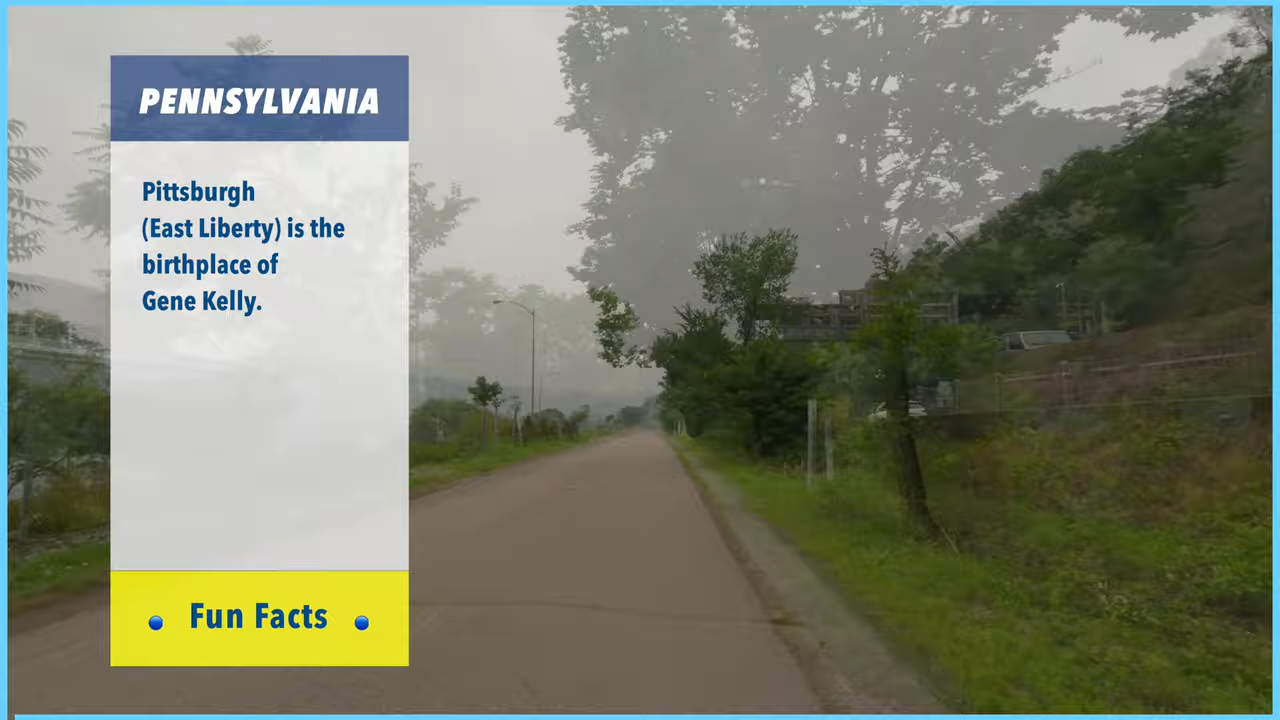 PENNSYLVANIA
Pittsburgh
(East Liberty) is the
birthplace of
Gene Kelly.
Fun Facts